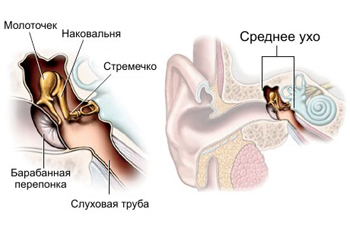 Молоточек
Наковальня
Стремечко
Барабанная
перепонка
Слуховая труба
Среднее ухо